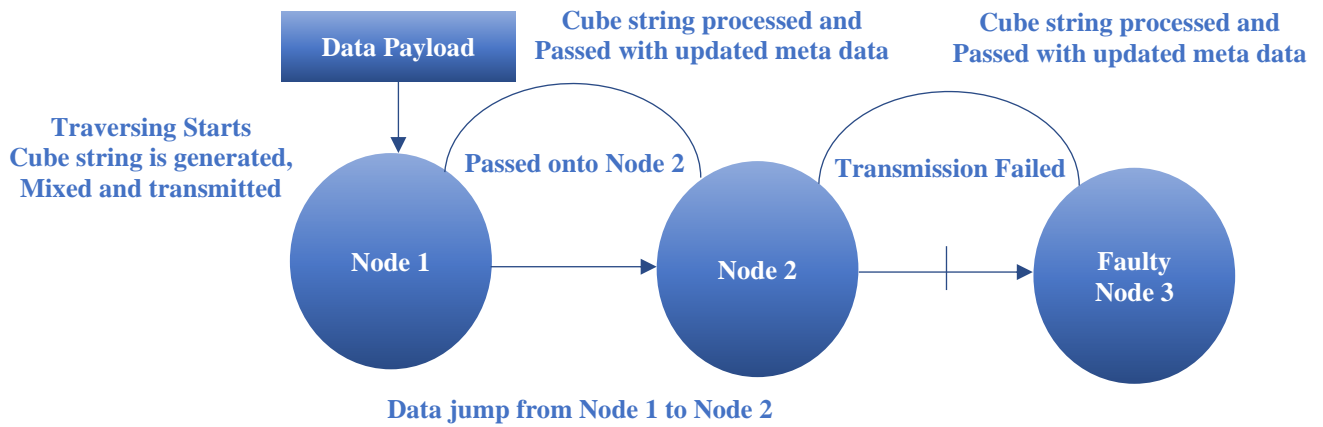 Data Payload
Cube string processed and
Passed with updated meta data
Cube string processed and
Passed with updated meta data
Traversing Starts
Cube string is generated,
Mixed and transmitted
Passed onto Node 2
Transmission Failed
Node 1
Node 2
Faulty
Node 3
Data jump from Node 1 to Node 2